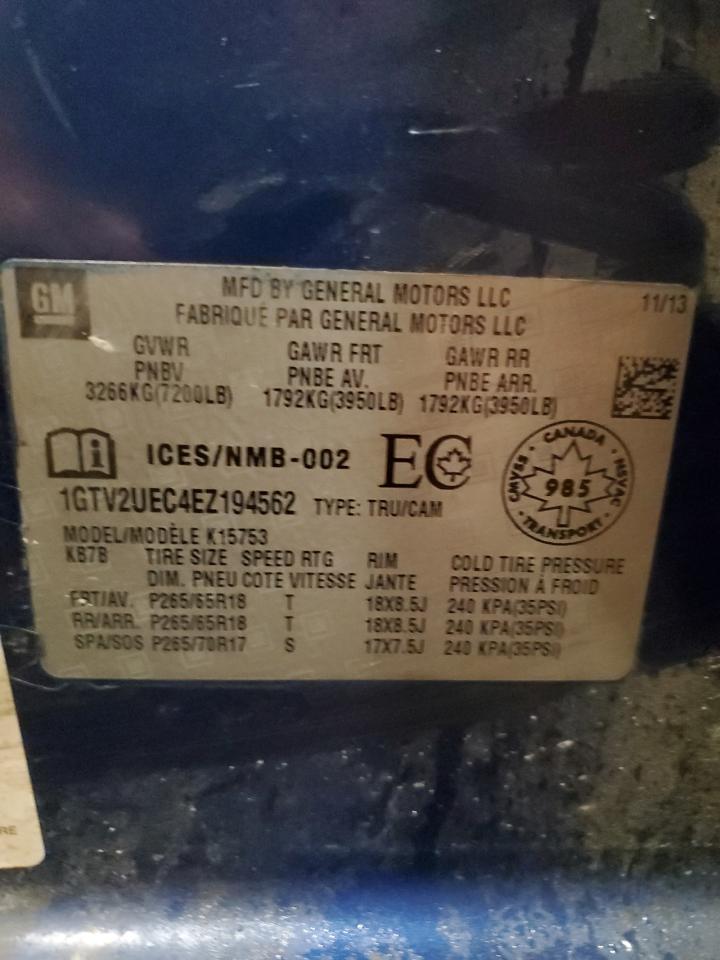 GM
MFD BY GENERAL MOTORS LLC
11/13
FABRIQUÉ PAR GENERAL MOTORS LLC
GVWR GAWR FRT GAWR RR
PNBV PNBE AV. PNBE ARR.
3266KG(7200LB) 1792KG(3950LB) 1792KG(3950LB)
i ICES/NMB-002 EC
CANADA
CMVSS 985 NSVAC
TRANSPORT
1GTV2UEC4EZ194562 TYPE: TRU/CAM
MODEL/MODÈLE K15753
KB7B TIRE SIZE SPEED RTG RIM COLD TIRE PRESSURE
DIM. PNEU COTE VITESSE JANTE PRESSION À FROID
FRT/AV. P265/65R18 T 18X8.5J 240 KPA(35PSI)
RR/ARR. P265/65R18 T 18X8.5J 240 KPA(35PSI)
SPA/SOS P265/70R17 S 17X7.5J 240 KPA(35PSI)
RE